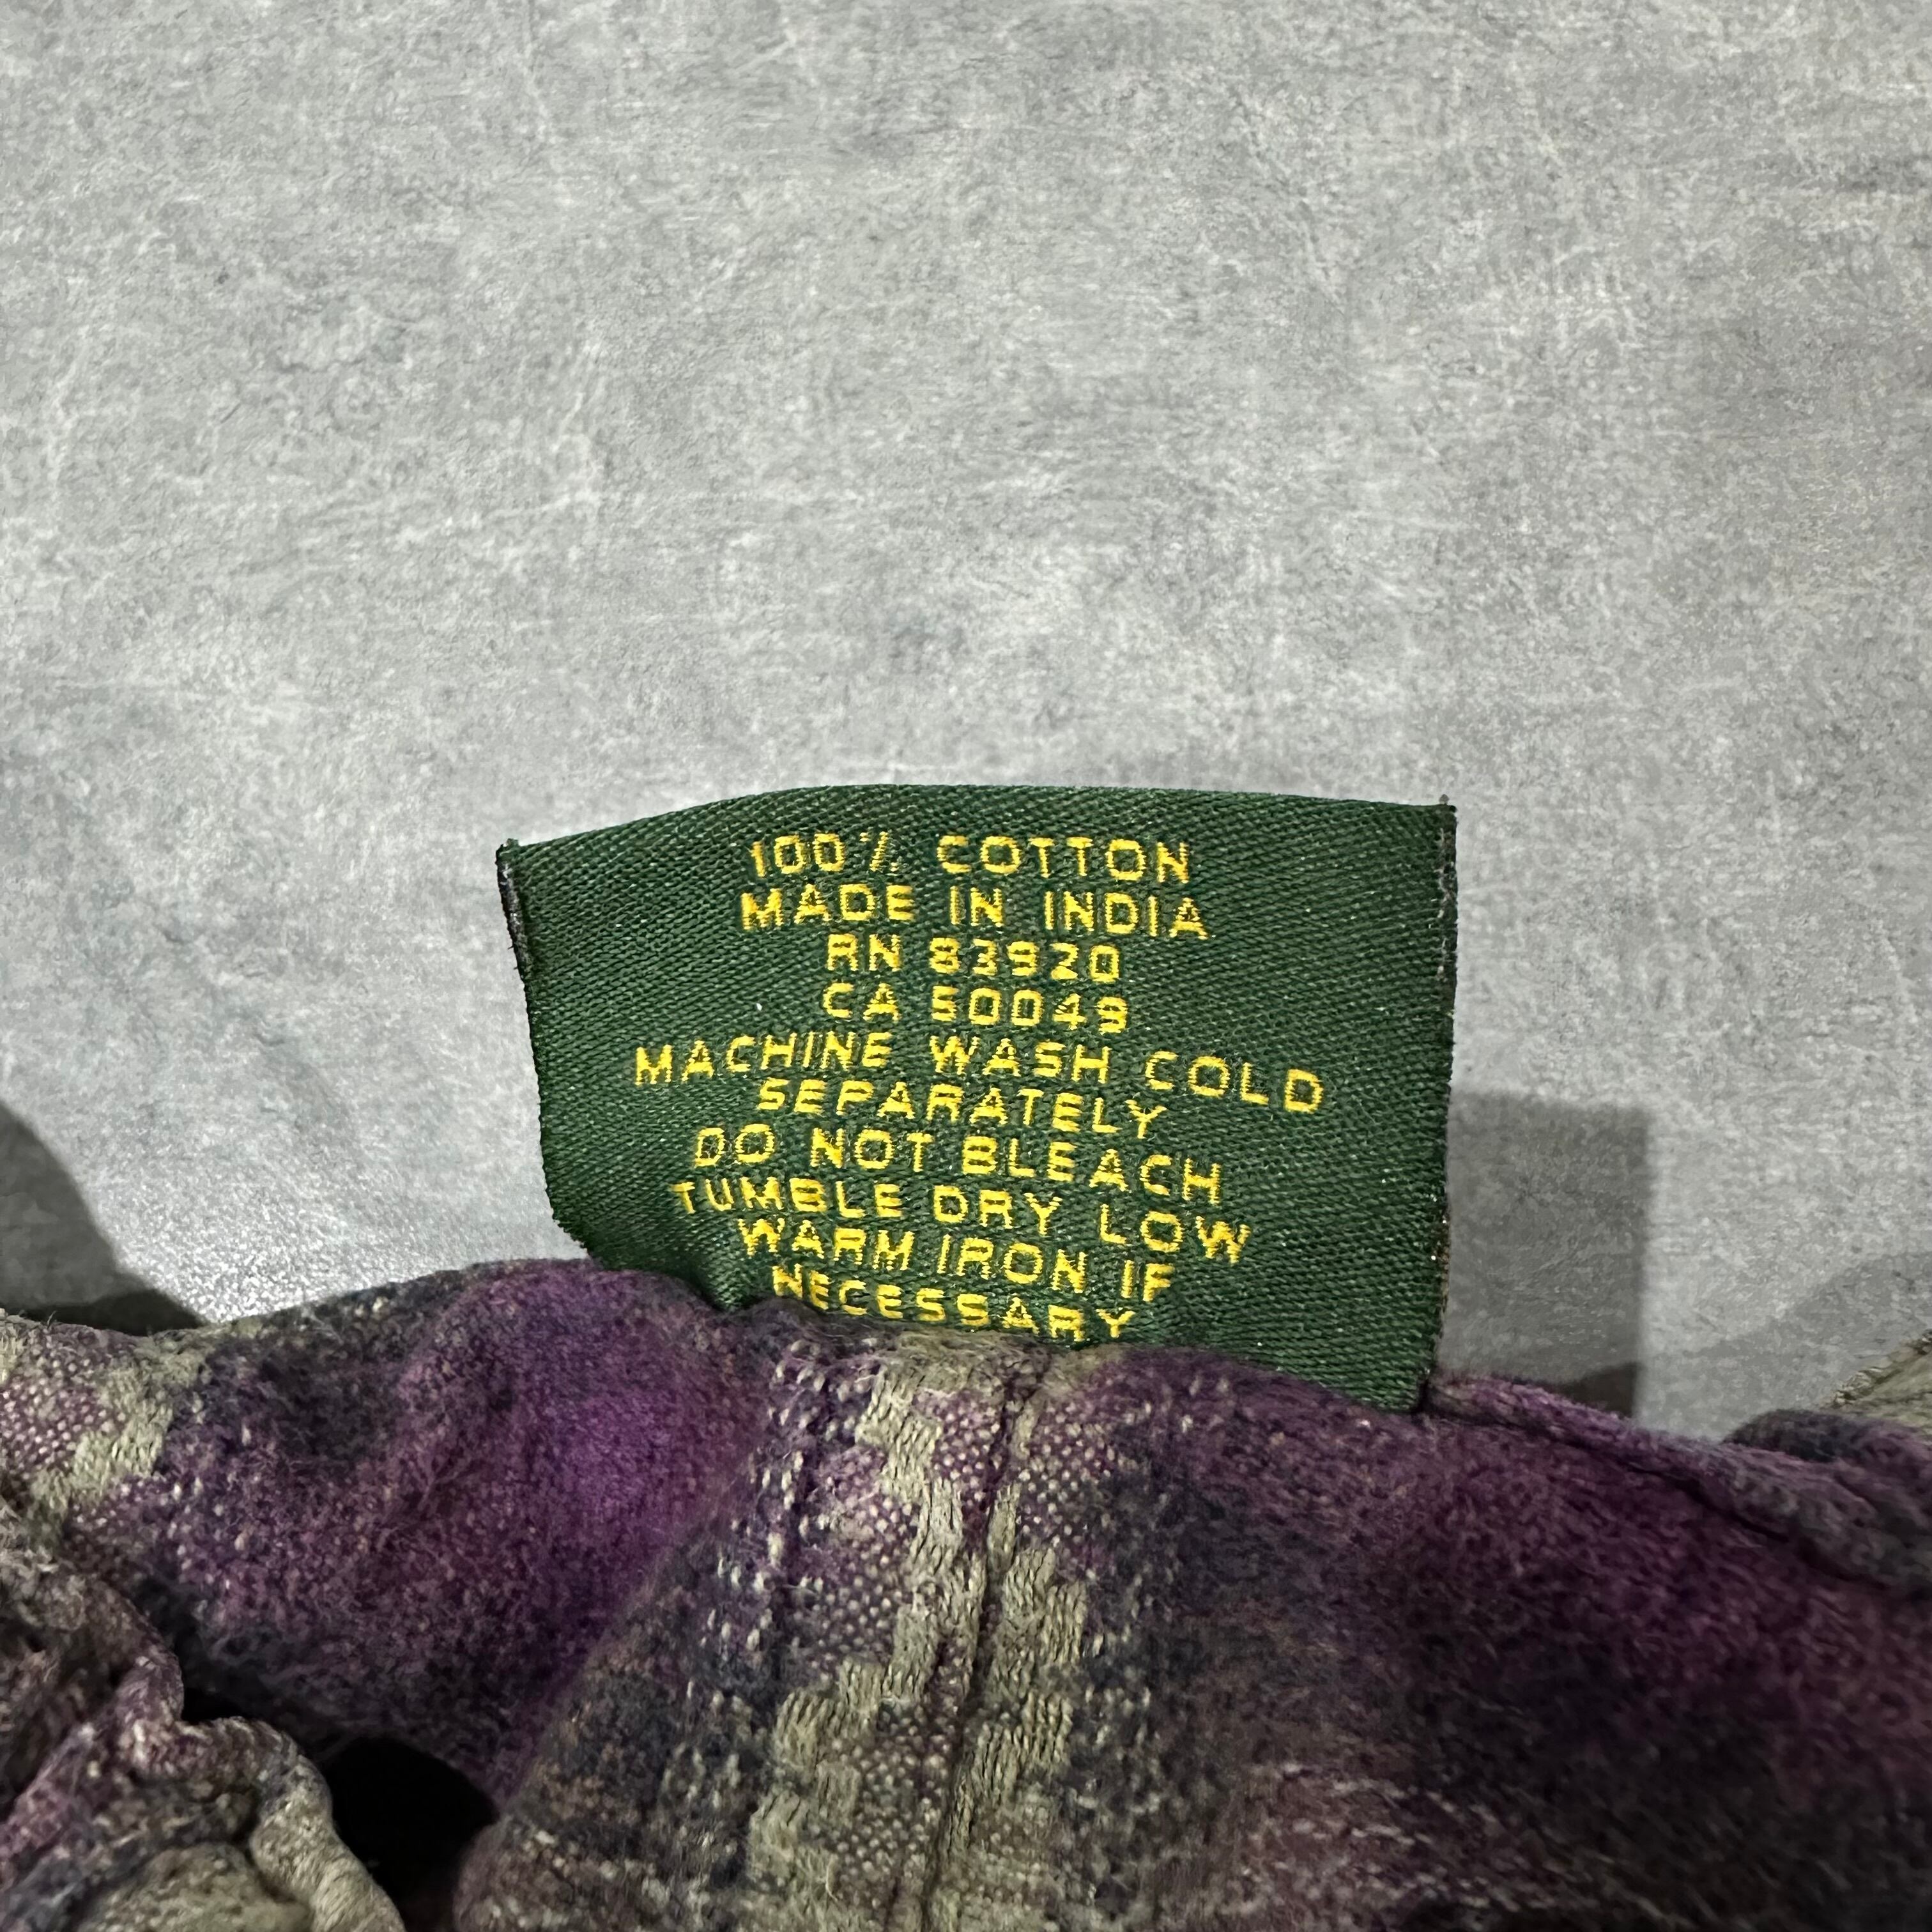 100% COTTON
MADE IN INDIA
RN 83920
CA 50049
MACHINE WASH COLD
SEPARATELY
DO NOT BLEACH
TUMBLE DRY LOW
WARM IRON IF
NECESSARY